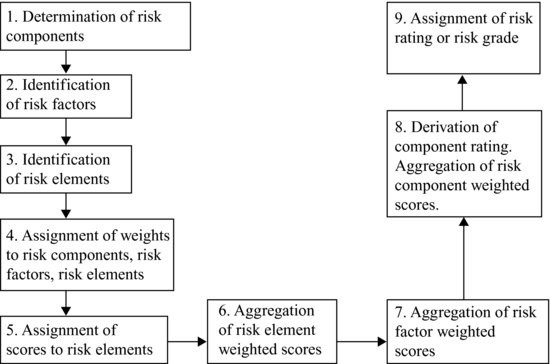 1. Determination of risk
components
2. Identification
of risk factors
3. Identification
of risk elements
4. Assignment of weights
to risk components, risk
factors, risk elements
5. Assignment of
scores to risk elements
6. Aggregation
of risk element
weighted scores
7. Aggregation of risk
factor weighted
scores
8. Derivation of
component rating.
Aggregation of risk
component weighted
scores.
9. Assignment of risk
rating or risk grade